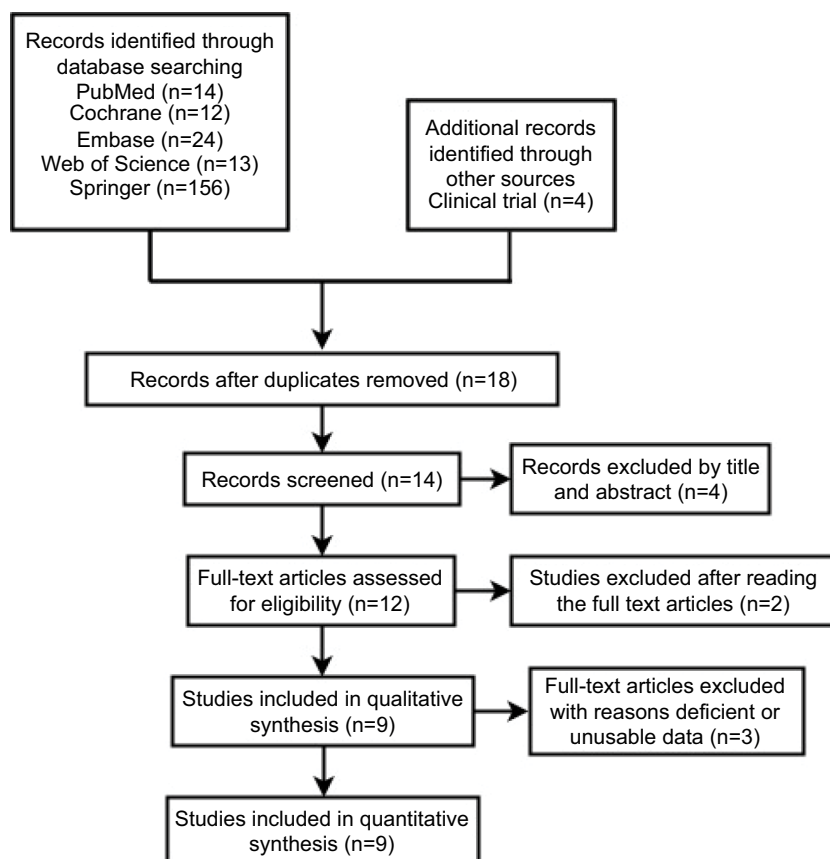 Records identified through
database searching
PubMed (n=14)
Cochrane (n=12)
Embase (n=24)
Web of Science (n=13)
Springer (n=156)
Additional records
identified through
other sources
Clinical trial (n=4)
Records after duplicates removed (n=18)
Records screened (n=14)
Records excluded by title
and abstract (n=4)
Full-text articles assessed
for eligibility (n=12)
Studies excluded after reading
the full text articles (n=2)
Studies included in qualitative
synthesis (n=9)
Full-text articles excluded
with reasons deficient or
unusable data (n=3)
Studies included in quantitative
synthesis (n=9)